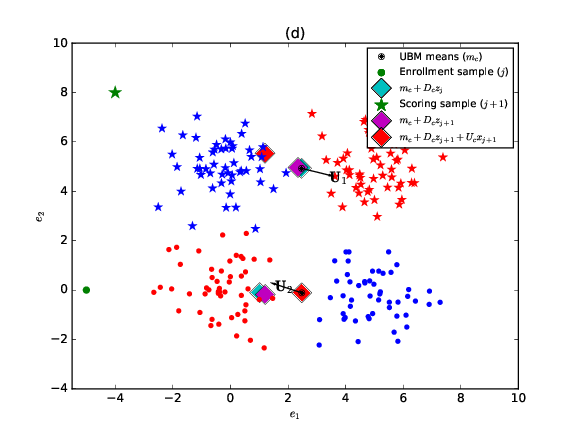 (d)
UBM means (m_c)
Enrollment sample (j)
m_c + D_c z_j
Scoring sample (j+1)
m_c + D_c z_{j+1}
m_c + D_c z_{j+1} + U_c x_{j+1}
10
8
6
4
2
0
−2
−4
e_2
U_1
U_2
−4 −2 0 2 4 6 8 10
e_1